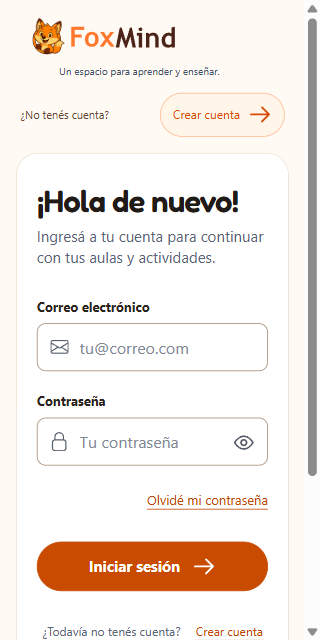 FoxMind
Un espacio para aprender y enseñar.
¿No tenés cuenta?
Crear cuenta
¡Hola de nuevo!
Ingresá a tu cuenta para continuar
con tus aulas y actividades.
Correo electrónico
tu@correo.com
Contraseña
Tu contraseña
Olvidé mi contraseña
Iniciar sesión
¿Todavía no tenés cuenta? Crear cuenta